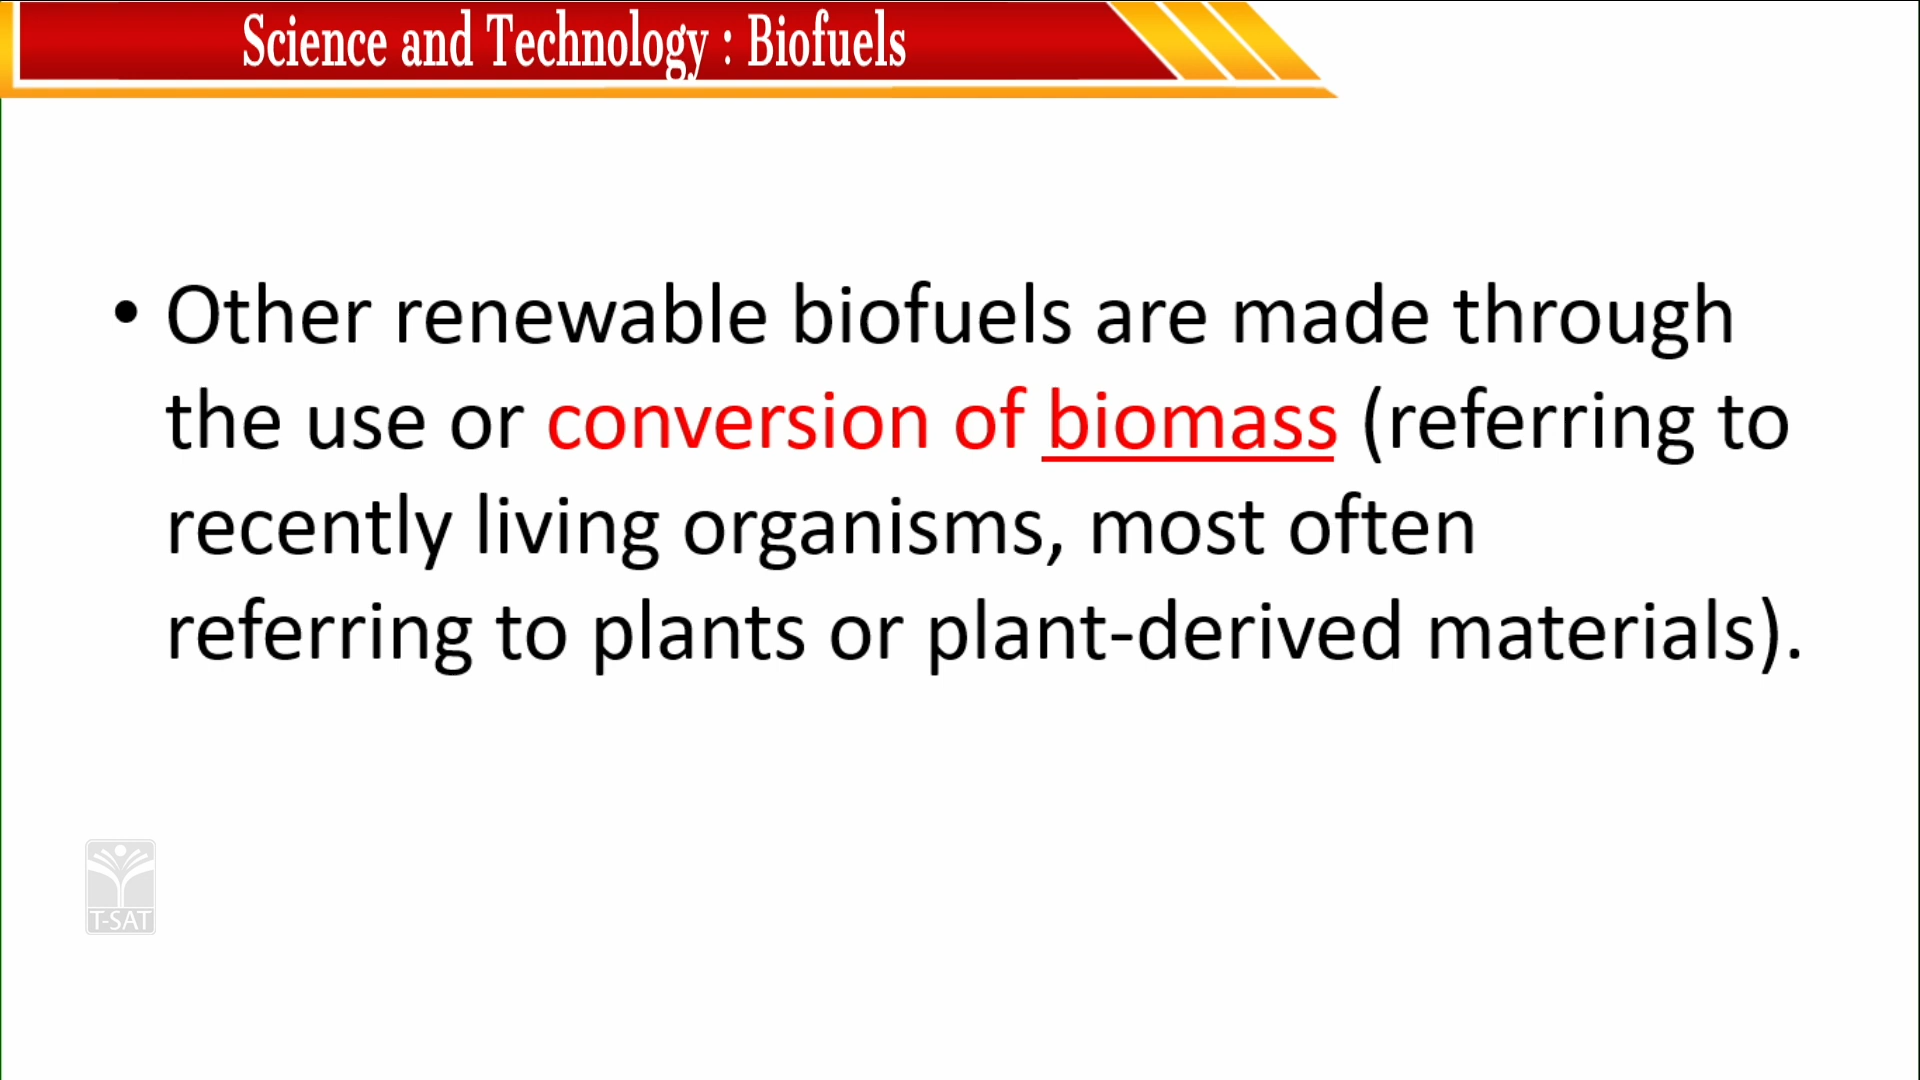 Science and Technology : Biofuels
• Other renewable biofuels are made through
the use or conversion of biomass (referring to
recently living organisms, most often
referring to plants or plant-derived materials).
T-SAT